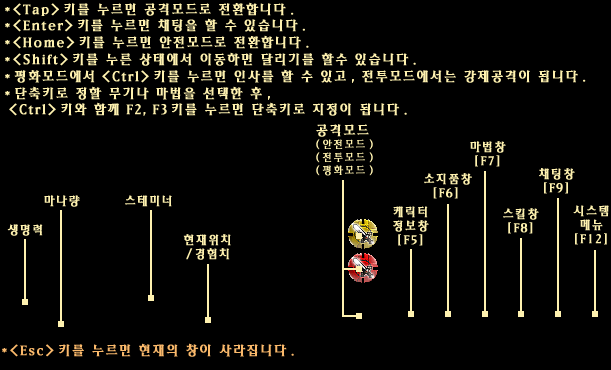 *<Tap>키를 누르면 공격모드로 전환합니다.
*<Enter>키를 누르면 채팅을 할 수 있습니다.
*<Home>키를 누르면 안전모드로 전환합니다.
*<Shift>키를 누른 상태에서 이동하면 달리기를 할수 있습니다.
*평화모드에서 <Ctrl>키를 누르면 인사를 할 수 있고, 전투모드에서는 강제공격이 됩니다.
*단축키로 정할 무기나 마법을 선택한 후,
<Ctrl>키와 함께 F2, F3키를 누르면 단축키로 지정이 됩니다.
공격모드
(안전모드)
(전투모드)
(평화모드)
마법창
[F7]
소지품창
[F6]
채팅창
[F9]
마나량
스테미너
캐릭터
정보창
[F5]
스킬창
[F8]
시스템
메뉴
[F12]
생명력
현재위치
/경험치
*<Esc>키를 누르면 현재의 창이 사라집니다.